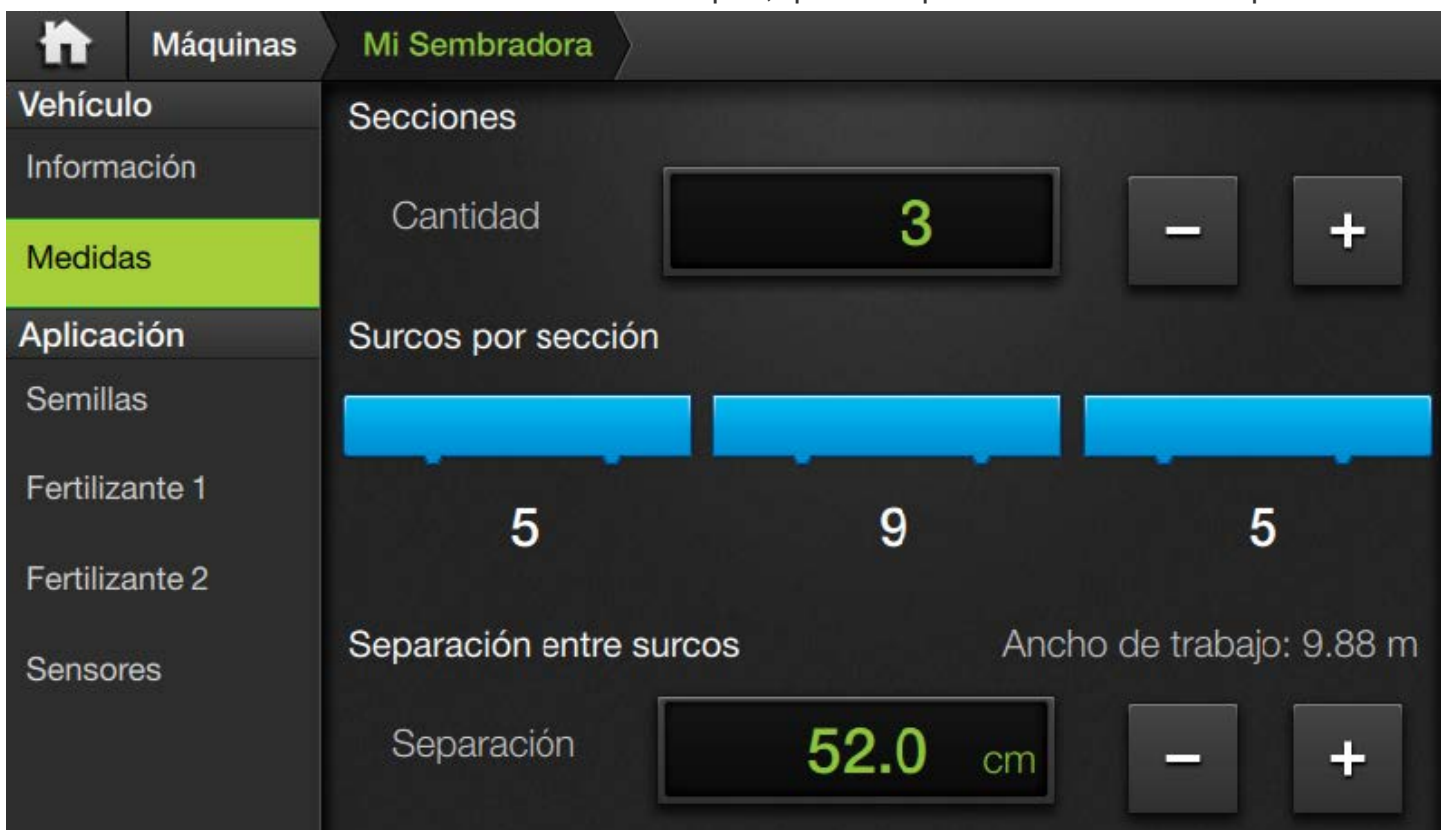 Máquinas Mi Sembradora
Vehículo
Información
Medidas
Aplicación
Semillas
Fertilizante 1
Fertilizante 2
Sensores
Secciones
Cantidad 3 - +
Surcos por sección
5 9 5
Separación entre surcos Ancho de trabajo: 9.88 m
Separación 52.0 cm - +